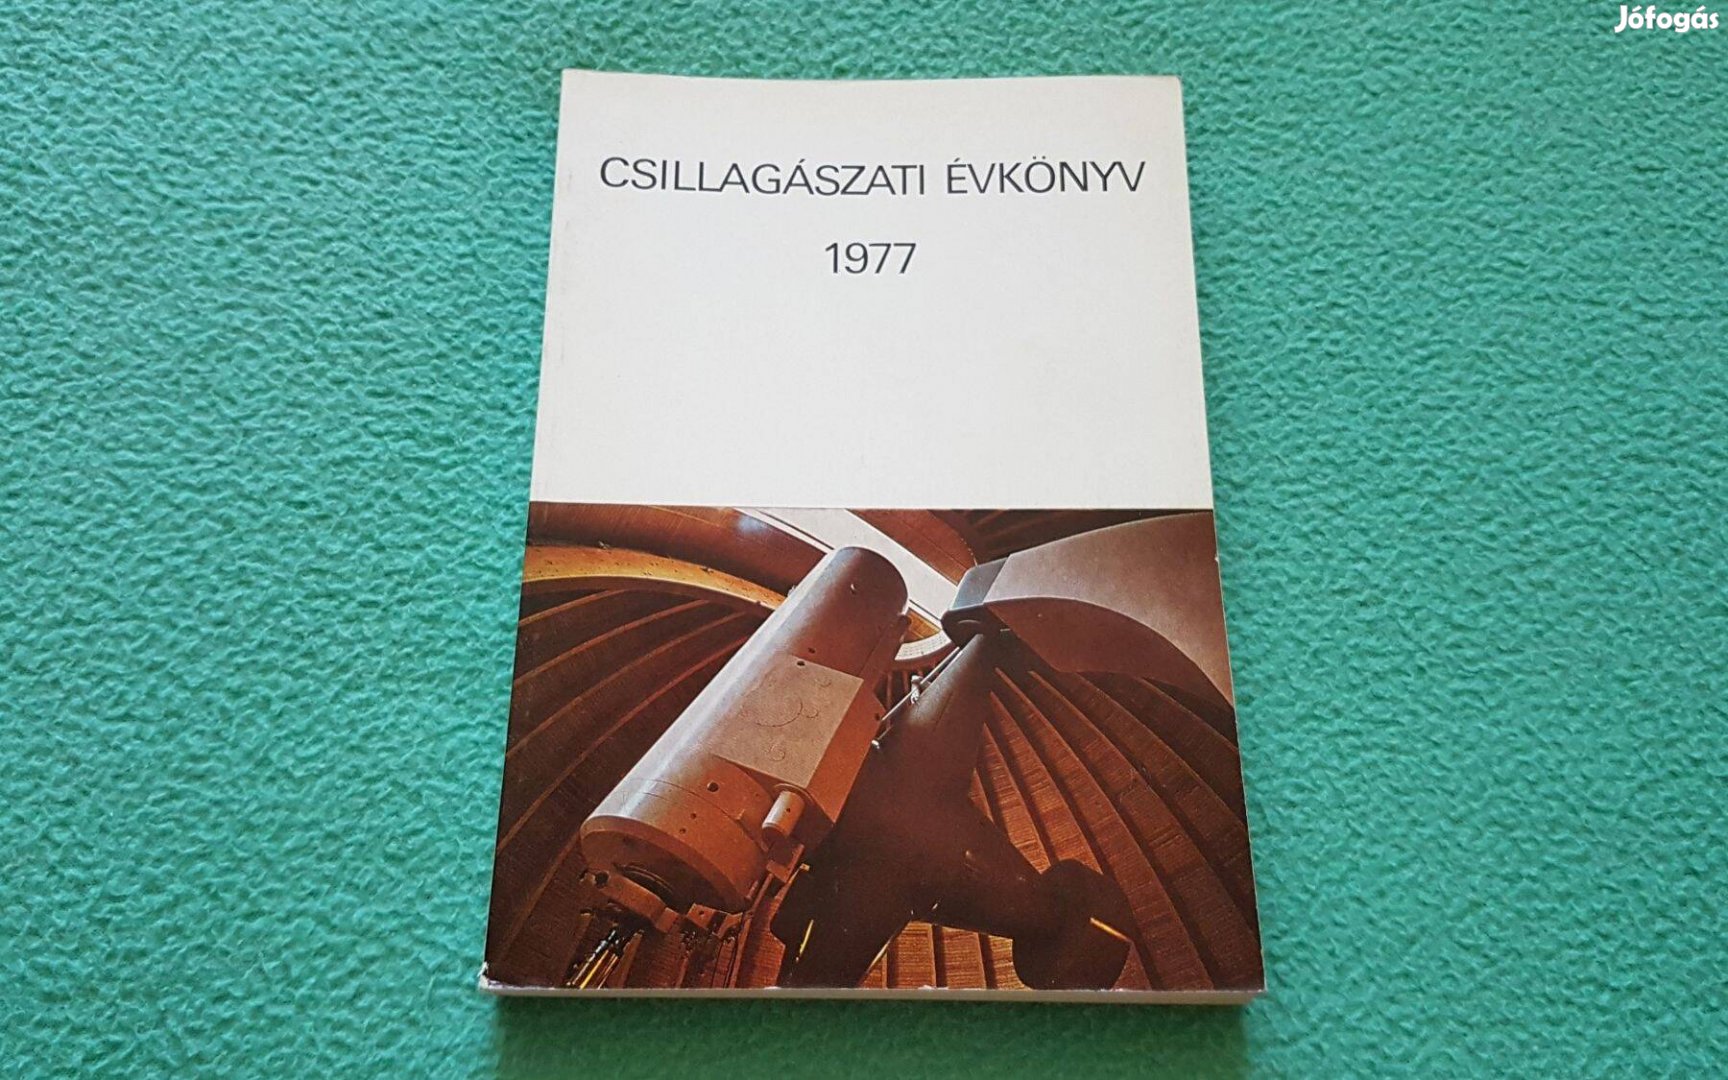 Jófogás
CSILLAGÁSZATI ÉVKÖNYV
1977